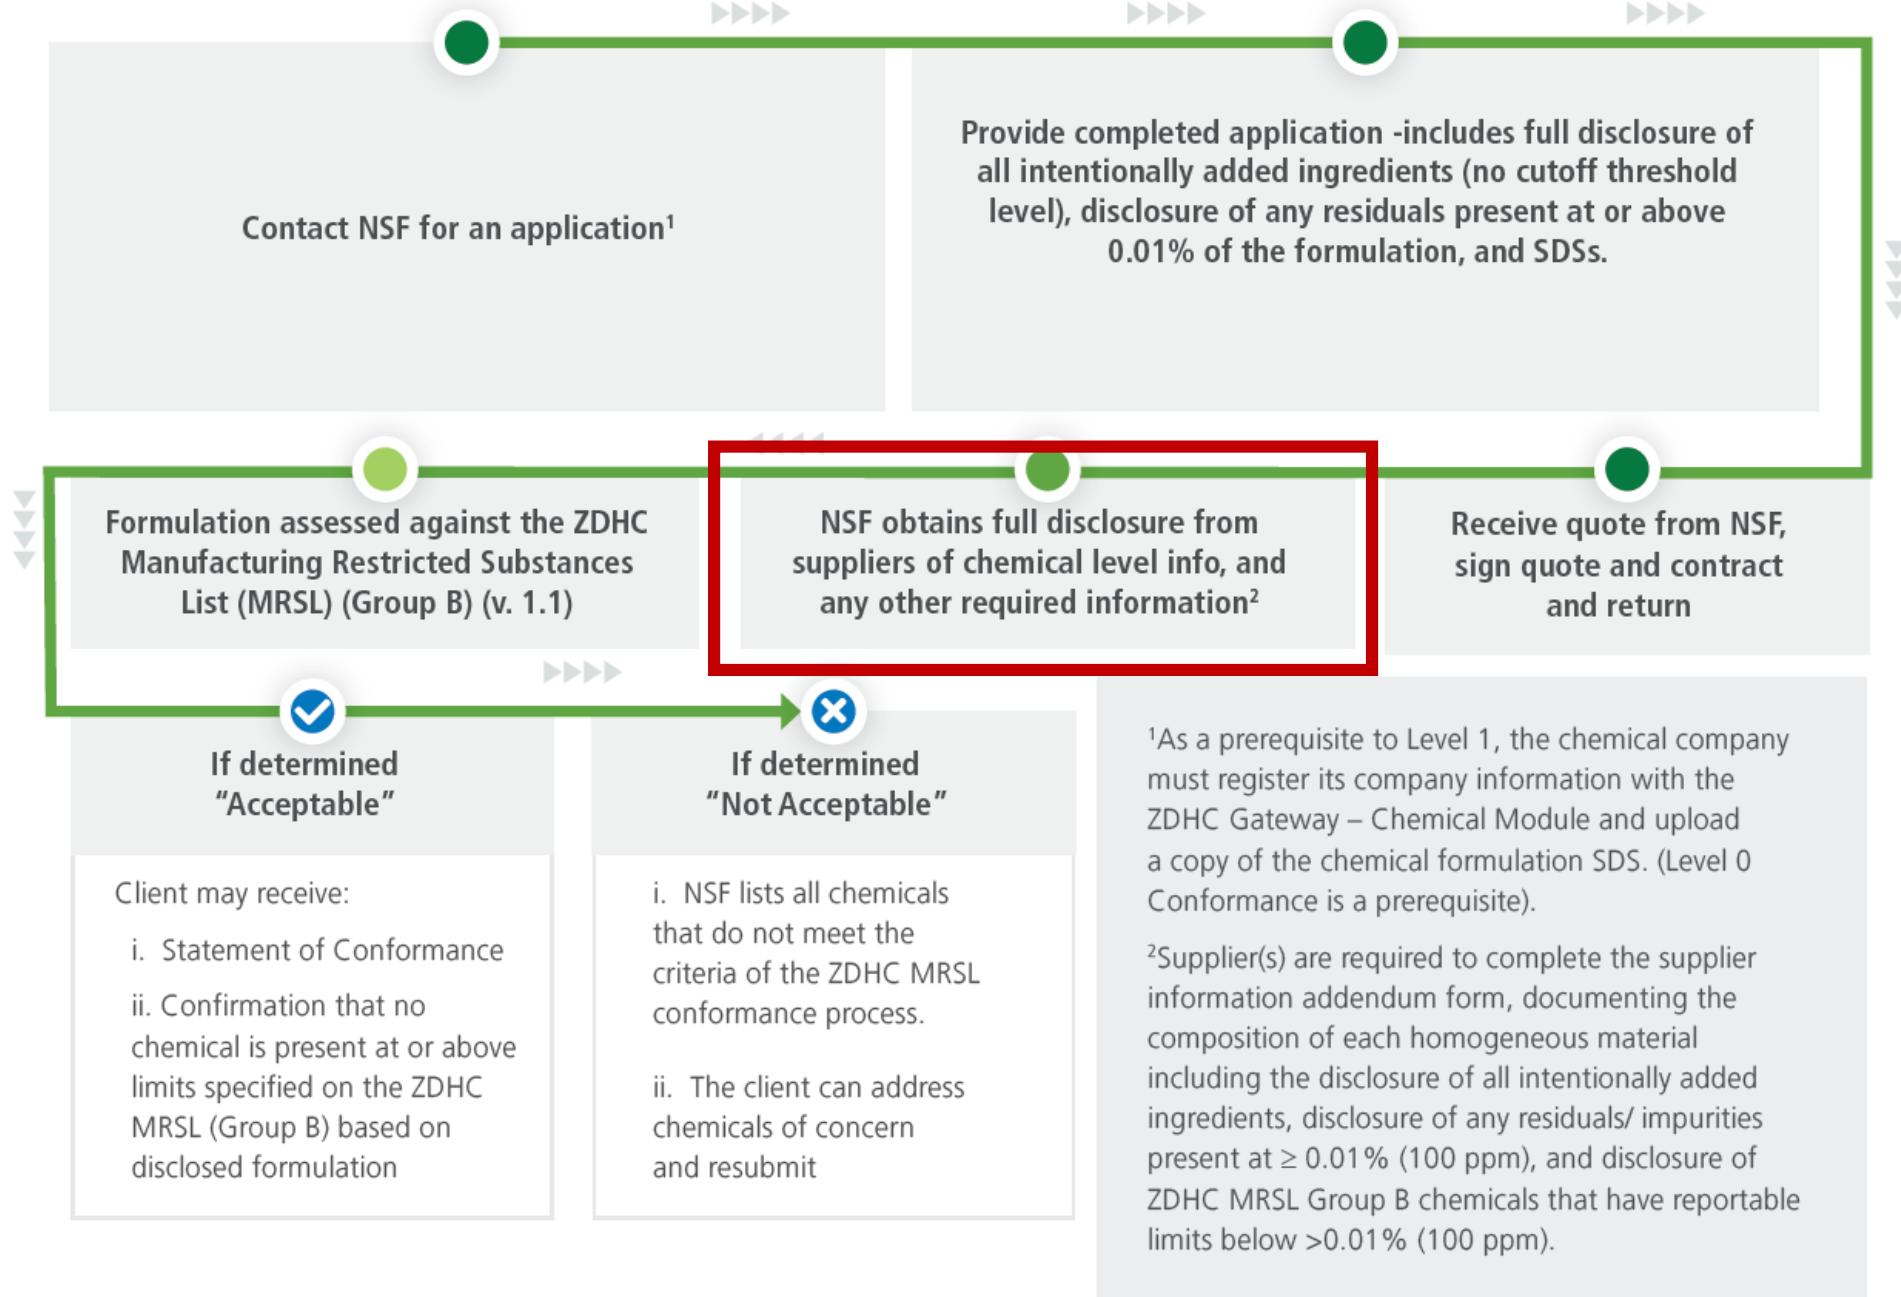 Contact NSF for an application¹
Provide completed application -includes full disclosure of
all intentionally added ingredients (no cutoff threshold
level), disclosure of any residuals present at or above
0.01% of the formulation, and SDSs.
Receive quote from NSF,
sign quote and contract
and return
NSF obtains full disclosure from
suppliers of chemical level info, and
any other required information²
Formulation assessed against the ZDHC
Manufacturing Restricted Substances
List (MRSL) (Group B) (v. 1.1)
If determined
“Acceptable”
Client may receive:
i. Statement of Conformance
ii. Confirmation that no
chemical is present at or above
limits specified on the ZDHC
MRSL (Group B) based on
disclosed formulation
If determined
“Not Acceptable”
i. NSF lists all chemicals
that do not meet the
criteria of the ZDHC MRSL
conformance process.
ii. The client can address
chemicals of concern
and resubmit
¹As a prerequisite to Level 1, the chemical company
must register its company information with the
ZDHC Gateway – Chemical Module and upload
a copy of the chemical formulation SDS. (Level 0
Conformance is a prerequisite).
²Supplier(s) are required to complete the supplier
information addendum form, documenting the
composition of each homogeneous material
including the disclosure of all intentionally added
ingredients, disclosure of any residuals/ impurities
present at ≥ 0.01% (100 ppm), and disclosure of
ZDHC MRSL Group B chemicals that have reportable
limits below >0.01% (100 ppm).